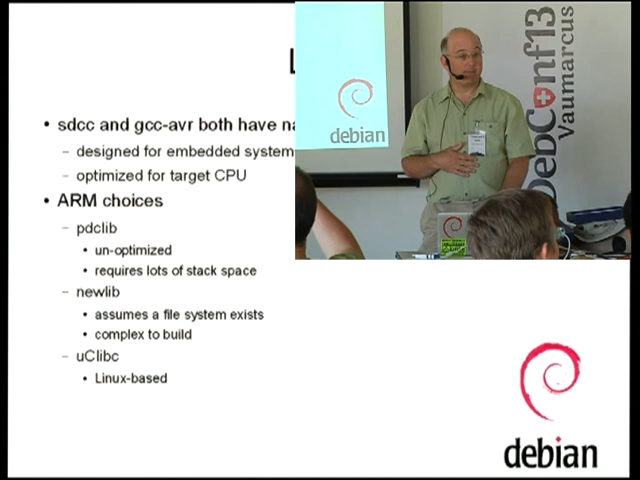 • sdcc and gcc-avr both have
– designed for embedded system
– optimized for target CPU
• ARM choices
– pdclib
• un-optimized
• requires lots of stack space
– newlib
• assumes a file system exists
• complex to build
– uClibc
• Linux-based
debian
debian
DebConf13
Vaumarcus